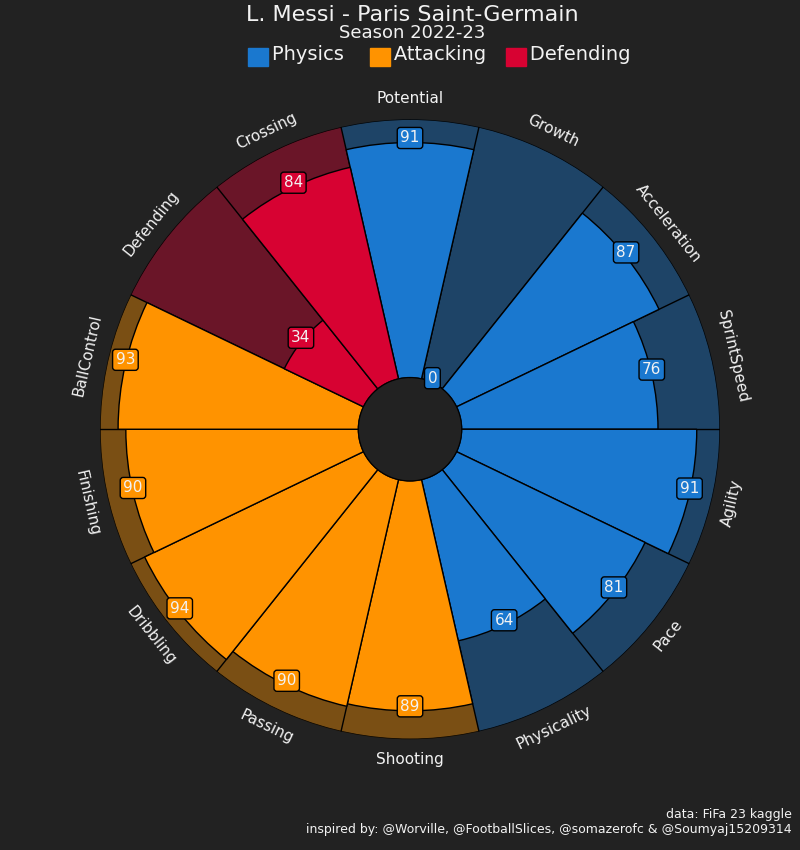 L. Messi - Paris Saint-Germain
Season 2022-23
Physics Attacking Defending
Potential
91
Growth
0
Acceleration
87
SprintSpeed
76
Agility
91
Pace
81
Physicality
64
Shooting
89
Passing
90
Dribbling
94
Finishing
90
BallControl
93
Defending
34
Crossing
84
data: FiFa 23 kaggle
inspired by: @Worville, @FootballSlices, @somazerofc & @Soumyaj15209314